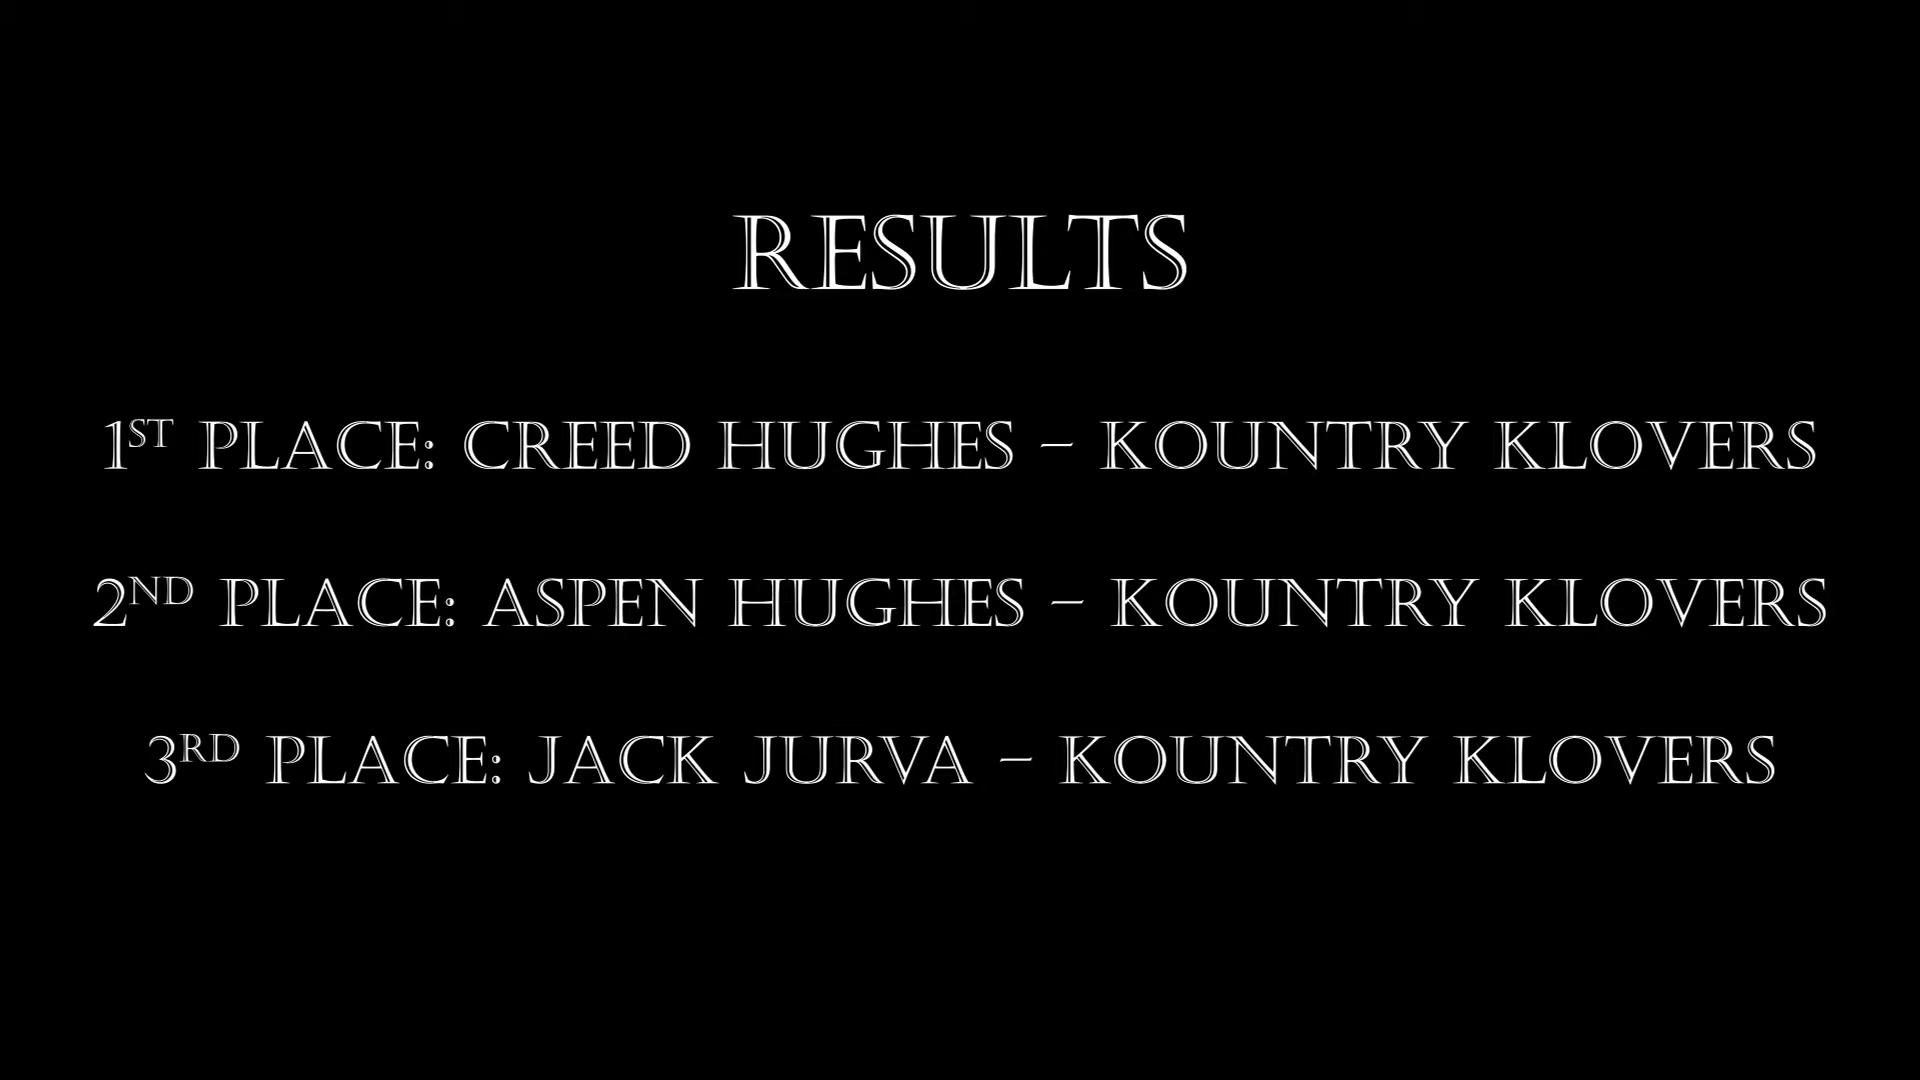 RESULTS
1ST PLACE: CREED HUGHES – KOUNTRY KLOVERS
2ND PLACE: ASPEN HUGHES – KOUNTRY KLOVERS
3RD PLACE: JACK JURVA – KOUNTRY KLOVERS